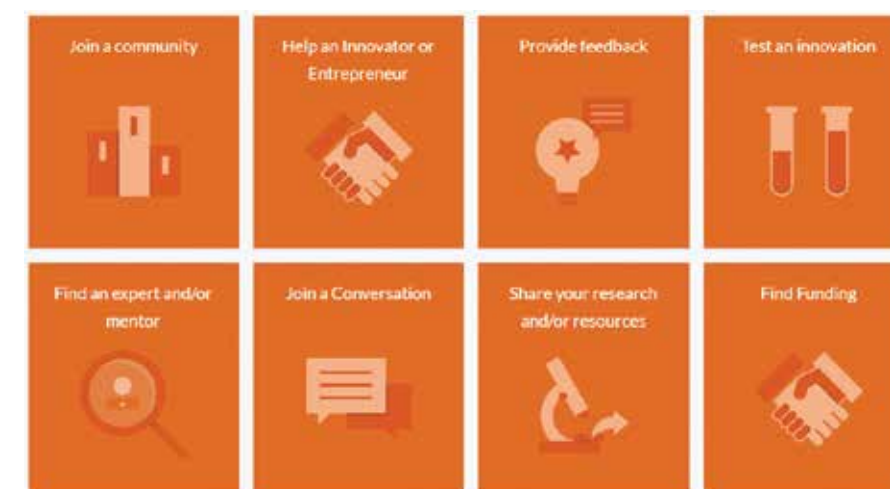 Join a community
Help an Innovator or
Entrepreneur
Provide feedback
Test an innovation
Find an expert and/or
mentor
Join a Conversation
Share your research
and/or resources
Find Funding